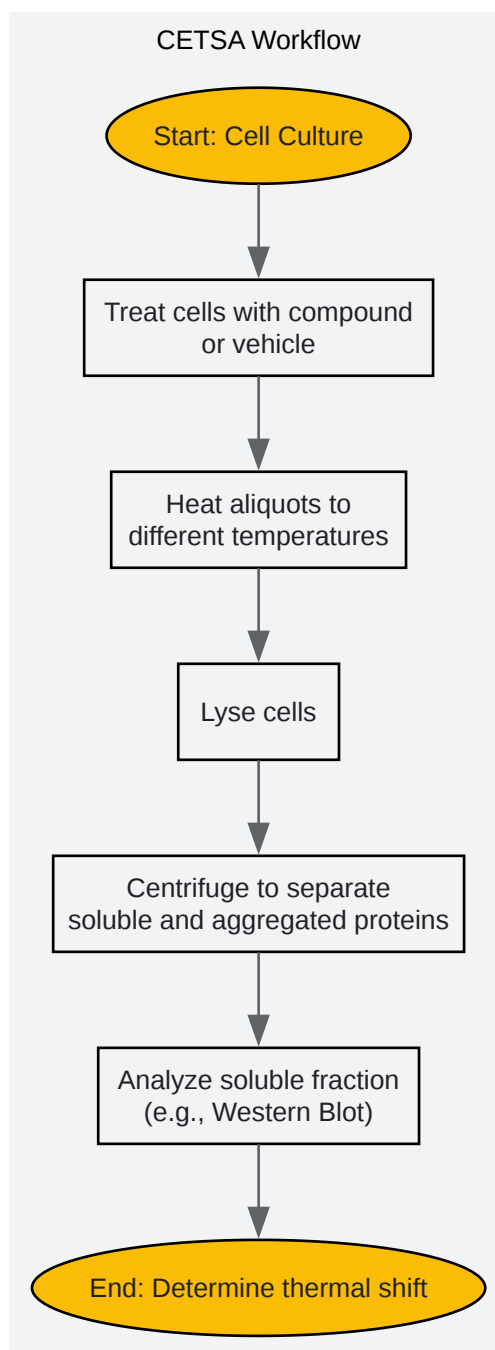 CETSA Workflow
Start: Cell Culture
Treat cells with compound
or vehicle
Heat aliquots to
different temperatures
Lyse cells
Centrifuge to separate
soluble and aggregated proteins
Analyze soluble fraction
(e.g., Western Blot)
End: Determine thermal shift